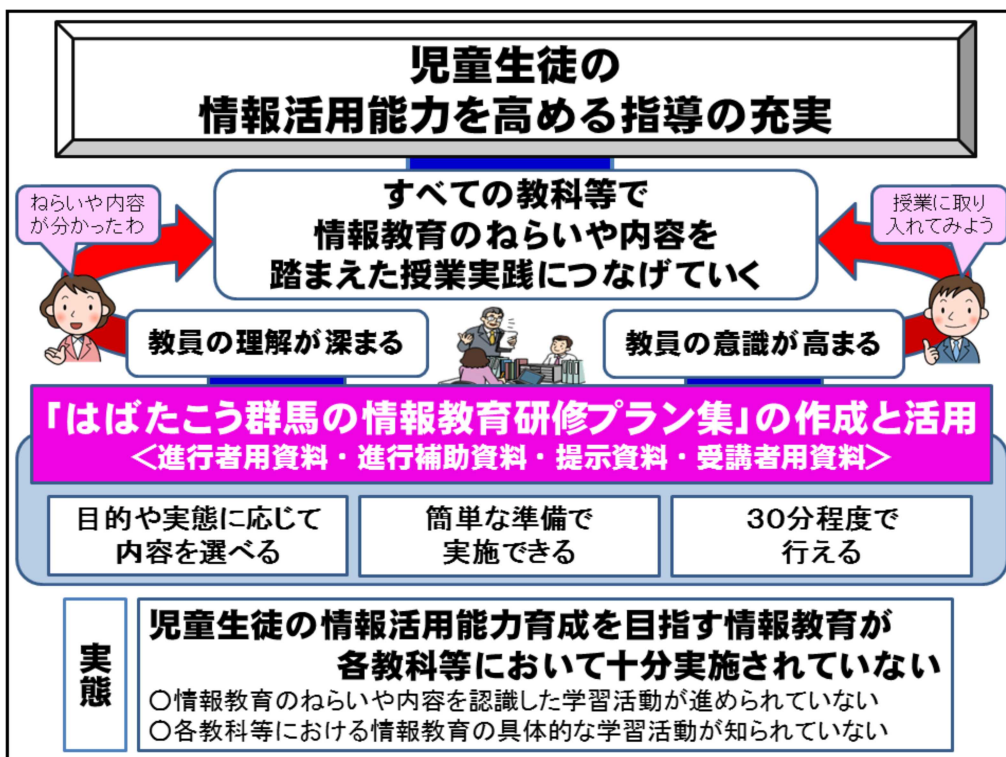 児童生徒の
情報活用能力を高める指導の充実
すべての教科等で
情報教育のねらいや内容を
踏まえた授業実践につなげていく
ねらいや内容
が分かったわ
授業に取り
入れてみよう
教員の理解が深まる
教員の意識が高まる
「はばたこう群馬の情報教育研修プラン集」の作成と活用
<進行者用資料・進行補助資料・提示資料・受講者用資料>
目的や実態に応じて
内容を選べる
簡単な準備で
実施できる
30分程度で
行える
実態
児童生徒の情報活用能力育成を目指す情報教育が
各教科等において十分実施されていない
○情報教育のねらいや内容を認識した学習活動が進められていない
○各教科等における情報教育の具体的な学習活動が知られていない